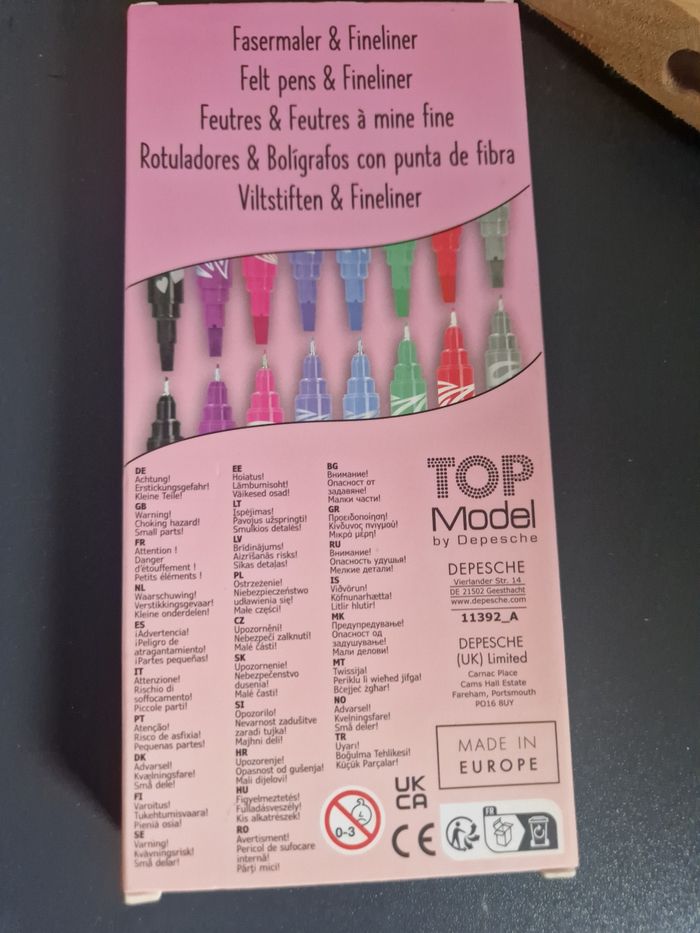 Fasermaler & Fineliner
Felt pens & Fineliner
Feutres & Feutres à mine fine
Rotuladores & Bolígrafos con punta de fibra
Viltstiften & Fineliner
DE
Achtung!
Erstickungsgefahr!
Kleine Teile!
GB
Warning!
Choking hazard!
Small parts!
FR
Attention !
Danger
d'étouffement !
Petits éléments !
NL
Waarschuwing!
Verstikkingsgevaar!
Kleine onderdelen!
ES
¡Advertencia!
¡Peligro de
atragantamiento!
¡Partes pequeñas!
IT
Attenzione!
Rischio di
soffocamento!
Piccole parti!
PT
Atenção!
Risco de asfixia!
Pequenas partes!
DK
Advarsel!
Kvælningsfare!
Små dele!
FI
Varoitus!
Tukehtumisvaara!
Pieniä osia!
SE
Varning!
Kvävningsrisk!
Små delar!
EE
Hoiatus!
Lämbumisoht!
Väikesed osad!
LT
Įspėjimas!
Pavojus užspringti!
Smulkios detalės!
LV
Brīdinājums!
Aizrīšanās risks!
Sīkas detaļas!
PL
Ostrzeżenie!
Niebezpieczeństwo
udławienia się!
Małe części!
CZ
Upozornění!
Nebezpečí zalknutí!
Malé části!
SK
Upozornenie!
Nebezpečenstvo
dusenia!
Malé časti!
SI
Opozorilo!
Nevarnost zadušitve
zaradi tujka!
Majhni deli!
HR
Upozorenje!
Opasnost od gušenja!
Mali dijelovi!
HU
Figyelmeztetés!
Fulladásveszély!
Kis alkatrészek!
RO
Avertisment!
Pericol de sufocare
internă!
Părți mici!
BG
Внимание!
Опасност от
задавяне!
Малки части!
GR
Προειδοποίηση!
Κίνδυνος πνιγμού!
Μικρά μέρη!
RU
Внимание!
Опасность удушья!
Мелкие детали!
IS
Viðvörun!
Köfnunarhætta!
Litlir hlutir!
MK
Предупредување!
Опасност од
задушување!
Мали делови!
MT
Twissija!
Periklu li wieħed jifga!
Bċejjeċ żgħar!
NO
Advarsel!
Kvelningsfare!
Små deler!
TR
Uyarı!
Boğulma Tehlikesi!
Küçük Parçalar!
TOP
Model
by Depesche
DEPESCHE
Vierlander Str. 14
DE 21502 Geesthacht
www.depesche.com
11392_A
DEPESCHE
(UK) Limited
Carnac Place
Cams Hall Estate
Fareham, Portsmouth
PO16 8UY
MADE IN
EUROPE
0-3
UK
CA
CE
FR